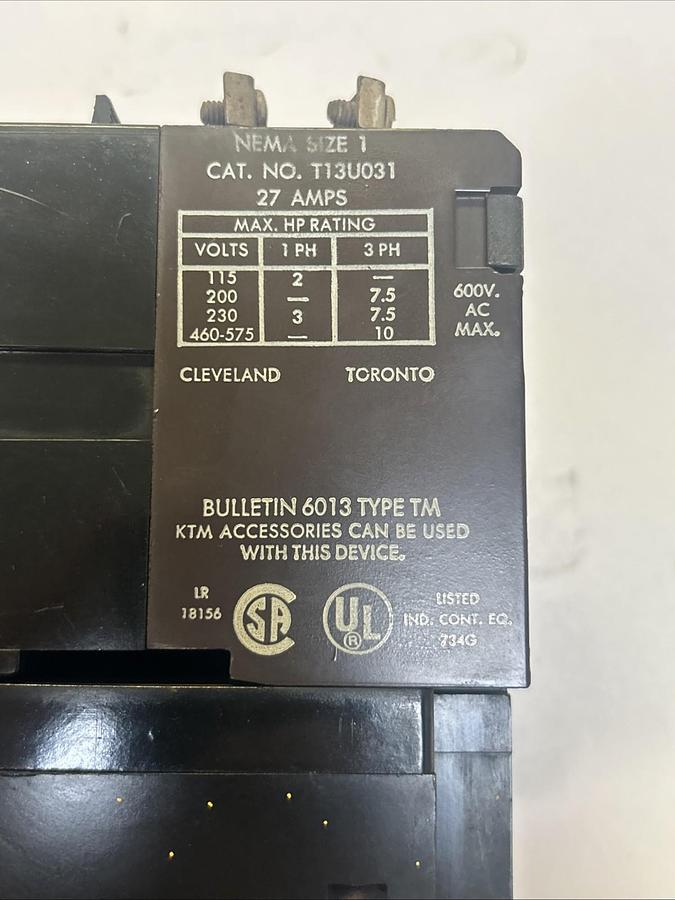 NEMA SIZE 1
CAT. NO. T13U031
27 AMPS
MAX. HP RATING
VOLTS 1 PH 3 PH
115 2 —
200 — 7.5
230 3 7.5
460-575 — 10
600V.
AC
MAX.
CLEVELAND TORONTO
BULLETIN 6013 TYPE TM
KTM ACCESSORIES CAN BE USED
WITH THIS DEVICE.
LR
18156
SA
UL
®
LISTED
IND. CONT. EQ.
734G